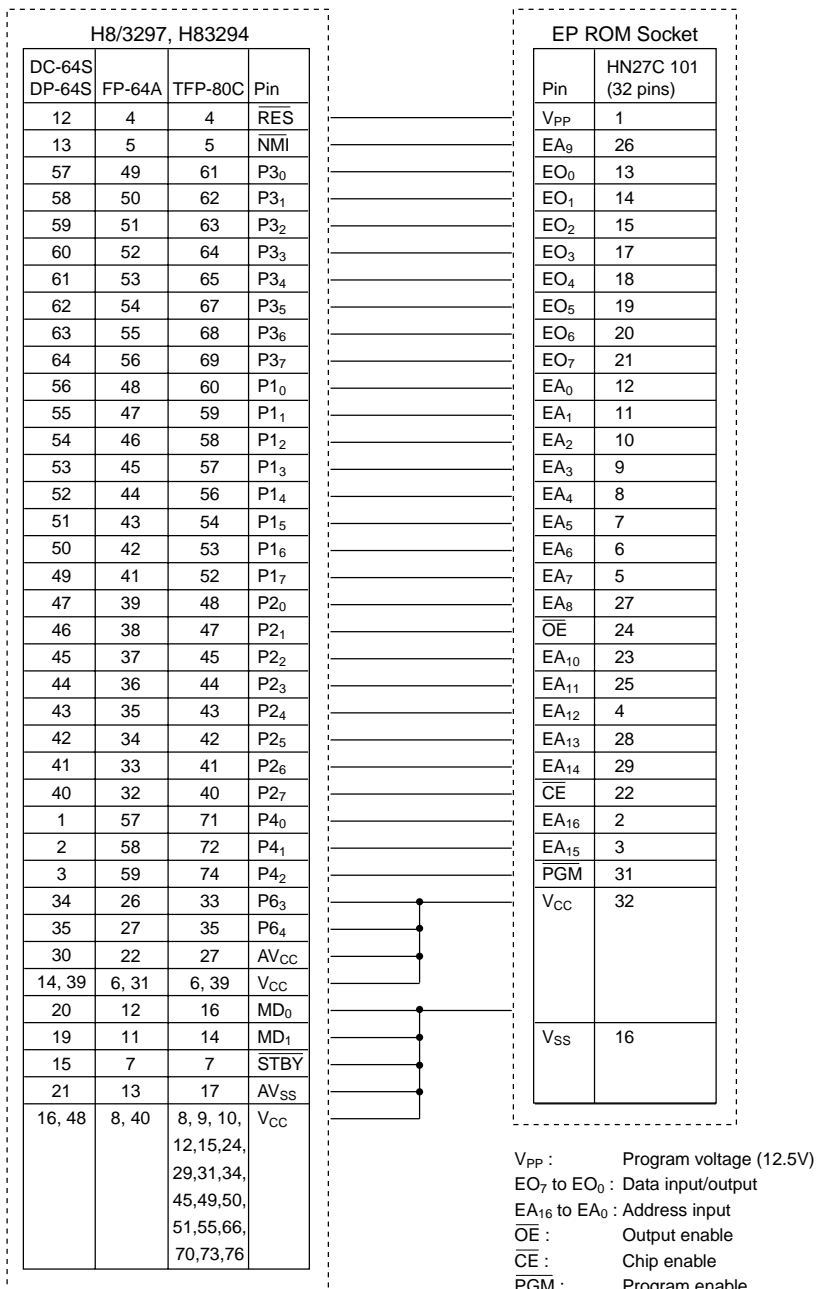 H8/3297, H83294
DC-64S
DP-64S FP-64A TFP-80C Pin
12 4 4 RES
13 5 5 NMI
57 49 61 P3₀
58 50 62 P3₁
59 51 63 P3₂
60 52 64 P3₃
61 53 65 P3₄
62 54 67 P3₅
63 55 68 P3₆
64 56 69 P3₇
56 48 60 P1₀
55 47 59 P1₁
54 46 58 P1₂
53 45 57 P1₃
52 44 56 P1₄
51 43 54 P1₅
50 42 53 P1₆
49 41 52 P1₇
47 39 48 P2₀
46 38 47 P2₁
45 37 45 P2₂
44 36 44 P2₃
43 35 43 P2₄
42 34 42 P2₅
41 33 41 P2₆
40 32 40 P2₇
1 57 71 P4₀
2 58 72 P4₁
3 59 74 P4₂
34 26 33 P6₃
35 27 35 P6₄
30 22 27 AVCC
14, 39 6, 31 6, 39 VCC
20 12 16 MD₀
19 11 14 MD₁
15 7 7 STBY
21 13 17 AVSS
16, 48 8, 40 8, 9, 10, VCC
12,15,24,
29,31,34,
45,49,50,
51,55,66,
70,73,76
EP ROM Socket
HN27C 101
Pin (32 pins)
VPP 1
EA₉ 26
EO₀ 13
EO₁ 14
EO₂ 15
EO₃ 17
EO₄ 18
EO₅ 19
EO₆ 20
EO₇ 21
EA₀ 12
EA₁ 11
EA₂ 10
EA₃ 9
EA₄ 8
EA₅ 7
EA₆ 6
EA₇ 5
EA₈ 27
OE 24
EA₁₀ 23
EA₁₁ 25
EA₁₂ 4
EA₁₃ 28
EA₁₄ 29
CE 22
EA₁₆ 2
EA₁₅ 3
PGM 31
VCC 32
VSS 16
VPP : Program voltage (12.5V)
EO₇ to EO₀ : Data input/output
EA₁₆ to EA₀ : Address input
OE : Output enable
CE : Chip enable
PGM : Program enable